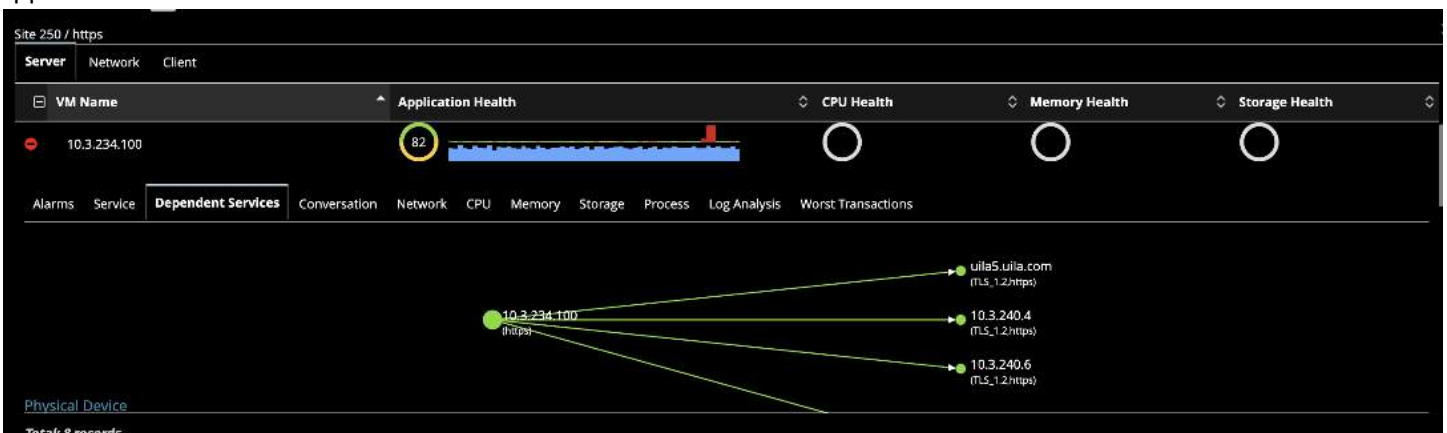 Site 250 / https
Server Network Client
VM Name Application Health CPU Health Memory Health Storage Health
10.3.234.100 82
Alarms Service Dependent Services Conversation Network CPU Memory Storage Process Log Analysis Worst Transactions
uila5.uila.com
(TLS_1.2,https)
10.3.234.100
(https)
10.3.240.4
(TLS_1.2,https)
10.3.240.6
(TLS_1.2,https)
Physical Device
Total: 8 records